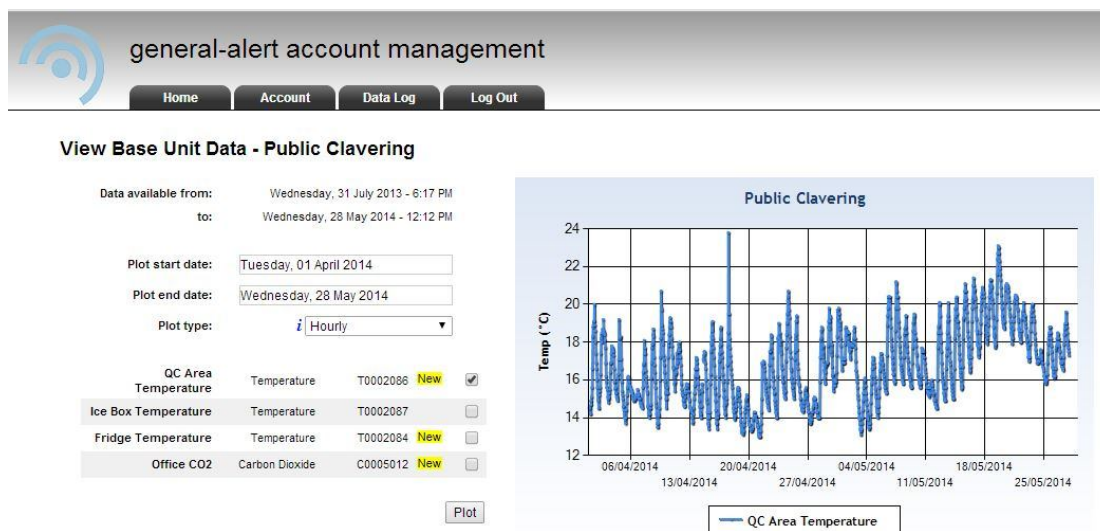 general-alert account management
Home Account Data Log Log Out
View Base Unit Data - Public Clavering
Data available from: Wednesday, 31 July 2013 - 6:17 PM
to: Wednesday, 28 May 2014 - 12:12 PM
Plot start date: Tuesday, 01 April 2014
Plot end date: Wednesday, 28 May 2014
Plot type: i Hourly
QC Area
Temperature Temperature T0002086 New
Ice Box Temperature Temperature T0002087
Fridge Temperature Temperature T0002084 New
Office CO2 Carbon Dioxide C0005012 New
Plot
Public Clavering
Temp (°C)
24
22
20
18
16
14
12
06/04/2014 20/04/2014 04/05/2014 18/05/2014
13/04/2014 27/04/2014 11/05/2014 25/05/2014
QC Area Temperature